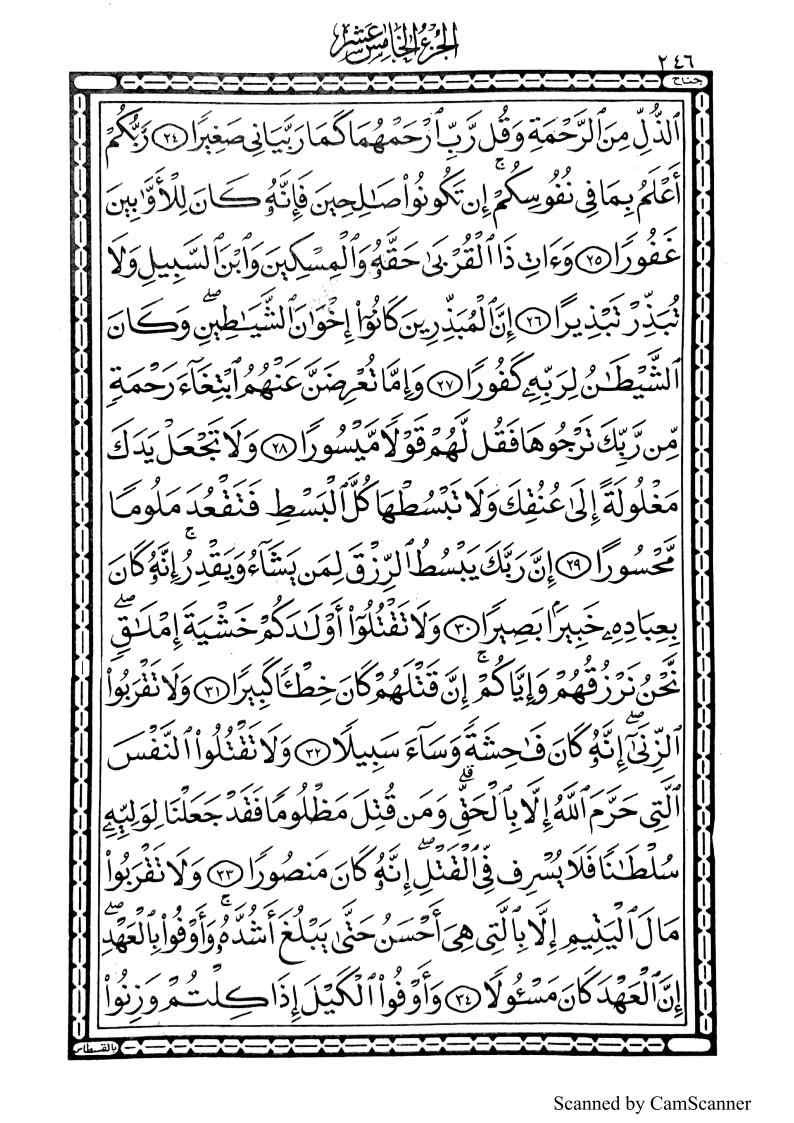 الجزء الخامس عشر
٢٤٦
جناح
ٱلذُّلِّ مِنَ ٱلرَّحْمَةِ وَقُل رَّبِّ ٱرْحَمْهُمَا كَمَا رَبَّيَانِى صَغِيرًا ٢٤ رَّبُّكُمْ
أَعْلَمُ بِمَا فِى نُفُوسِكُمْ ۚ إِن تَكُونُوا۟ صَـٰلِحِينَ فَإِنَّهُۥ كَانَ لِلْأَوَّٰبِينَ
غَفُورًا ٢٥ وَءَاتِ ذَا ٱلْقُرْبَىٰ حَقَّهُۥ وَٱلْمِسْكِينَ وَٱبْنَ ٱلسَّبِيلِ وَلَا
تُبَذِّرْ تَبْذِيرًا ٢٦ إِنَّ ٱلْمُبَذِّرِينَ كَانُوٓا۟ إِخْوَٰنَ ٱلشَّيَـٰطِينِ ۖ وَكَانَ
ٱلشَّيْطَـٰنُ لِرَبِّهِۦ كَفُورًا ٢٧ وَإِمَّا تُعْرِضَنَّ عَنْهُمُ ٱبْتِغَآءَ رَحْمَةٍ
مِّن رَّبِّكَ تَرْجُوهَا فَقُل لَّهُمْ قَوْلًا مَّيْسُورًا ٢٨ وَلَا تَجْعَلْ يَدَكَ
مَغْلُولَةً إِلَىٰ عُنُقِكَ وَلَا تَبْسُطْهَا كُلَّ ٱلْبَسْطِ فَتَقْعُدَ مَلُومًا
مَّحْسُورًا ٢٩ إِنَّ رَبَّكَ يَبْسُطُ ٱلرِّزْقَ لِمَن يَشَآءُ وَيَقْدِرُ ۚ إِنَّهُۥ كَانَ
بِعِبَادِهِۦ خَبِيرًۢا بَصِيرًا ٣٠ وَلَا تَقْتُلُوٓا۟ أَوْلَـٰدَكُمْ خَشْيَةَ إِمْلَـٰقٍ ۖ
نَّحْنُ نَرْزُقُهُمْ وَإِيَّاكُمْ ۚ إِنَّ قَتْلَهُمْ كَانَ خِطْـًٔا كَبِيرًا ٣١ وَلَا تَقْرَبُوا۟
ٱلزِّنَىٰٓ ۖ إِنَّهُۥ كَانَ فَـٰحِشَةً وَسَآءَ سَبِيلًا ٣٢ وَلَا تَقْتُلُوا۟ ٱلنَّفْسَ
ٱلَّتِى حَرَّمَ ٱللَّهُ إِلَّا بِٱلْحَقِّ ۗ وَمَن قُتِلَ مَظْلُومًا فَقَدْ جَعَلْنَا لِوَلِيِّهِۦ
سُلْطَـٰنًا فَلَا يُسْرِف فِّى ٱلْقَتْلِ ۖ إِنَّهُۥ كَانَ مَنصُورًا ٣٣ وَلَا تَقْرَبُوا۟
مَالَ ٱلْيَتِيمِ إِلَّا بِٱلَّتِى هِىَ أَحْسَنُ حَتَّىٰ يَبْلُغَ أَشُدَّهُۥ ۚ وَأَوْفُوا۟ بِٱلْعَهْدِ ۖ
إِنَّ ٱلْعَهْدَ كَانَ مَسْـُٔولًا ٣٤ وَأَوْفُوا۟ ٱلْكَيْلَ إِذَا كِلْتُمْ وَزِنُوا۟
بالقسطاس
Scanned by CamScanner